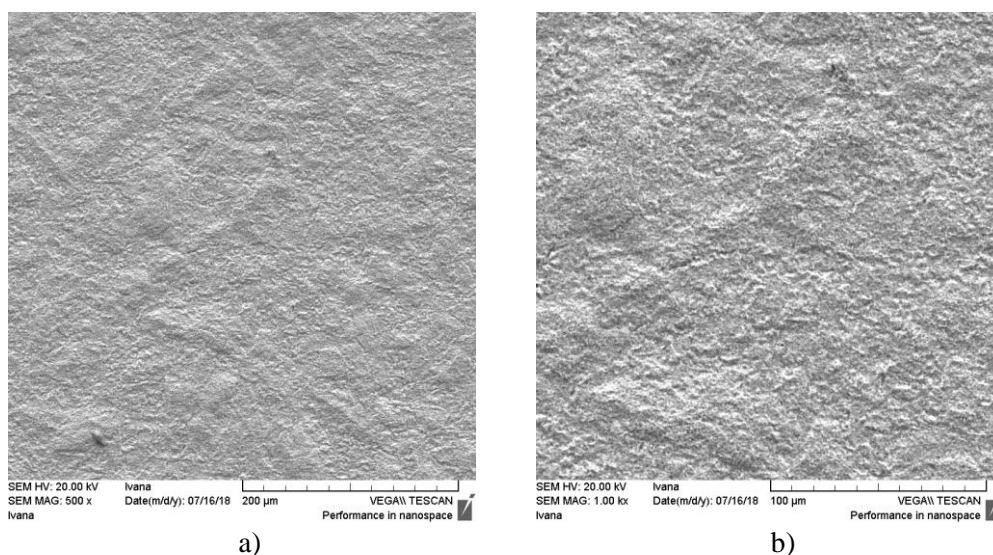 SEM HV: 20.00 kV Ivana
SEM MAG: 500 x Date(m/d/y): 07/16/18 200 µm VEGA\\ TESCAN
Ivana Performance in nanospace
SEM HV: 20.00 kV Ivana
SEM MAG: 1.00 kx Date(m/d/y): 07/16/18 100 µm VEGA\\ TESCAN
Ivana Performance in nanospace
a)
b)